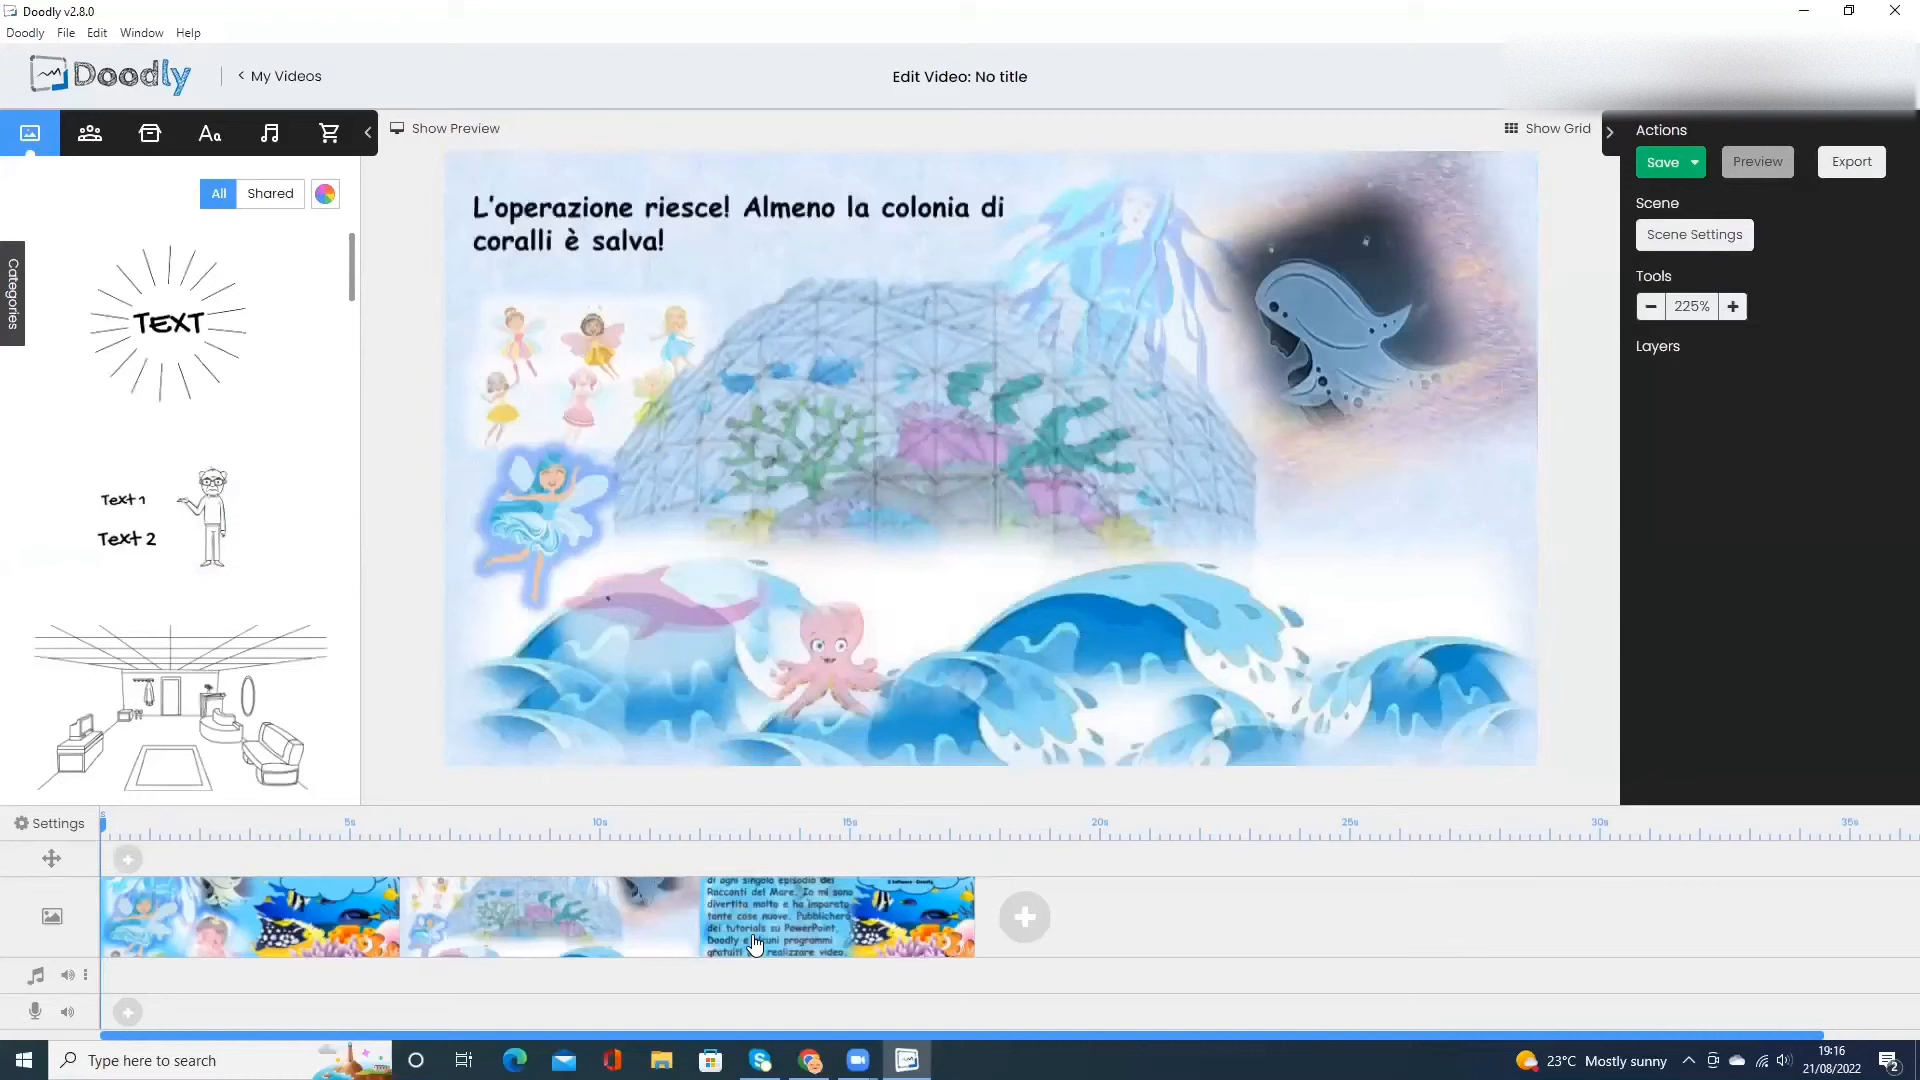 Doodly v2.8.0
Doodly File Edit Window Help
Doodly
< My Videos
Edit Video: No title
Show Preview
Show Grid
Actions
Save
Preview
Export
Scene
Scene Settings
Tools
- 225% +
Layers
Aa
All
Shared
Categories
TEXT
Text 1
Text 2
L'operazione riesce! Almeno la colonia di
coralli è salva!
Settings
5s 10s 15s 20s 25s 30s 35s
di ogni singolo episodio dei
Racconti del Mare. Io mi sono
divertita molto e ho imparato
tante cose nuove. Pubblicherò
dei tutorials su PowerPoint,
Doodly e
programmi
gratuiti
realizzare video.
Type here to search
23°C Mostly sunny
19:16
21/08/2022
2